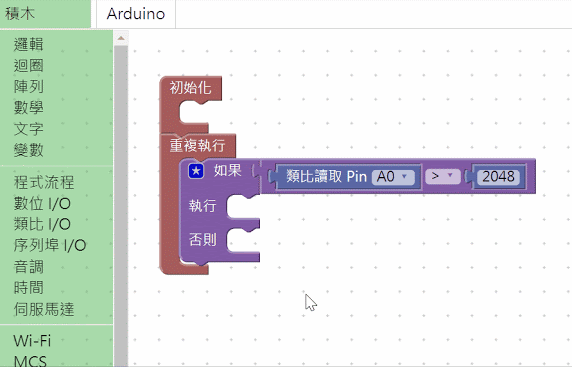 積木
Arduino
邏輯
迴圈
陣列
數學
文字
變數
程式流程
數位 I/O
類比 I/O
序列埠 I/O
音調
時間
伺服馬達
Wi-Fi
MCS
初始化
重複執行
如果
類比讀取 Pin A0 > 2048
執行
否則